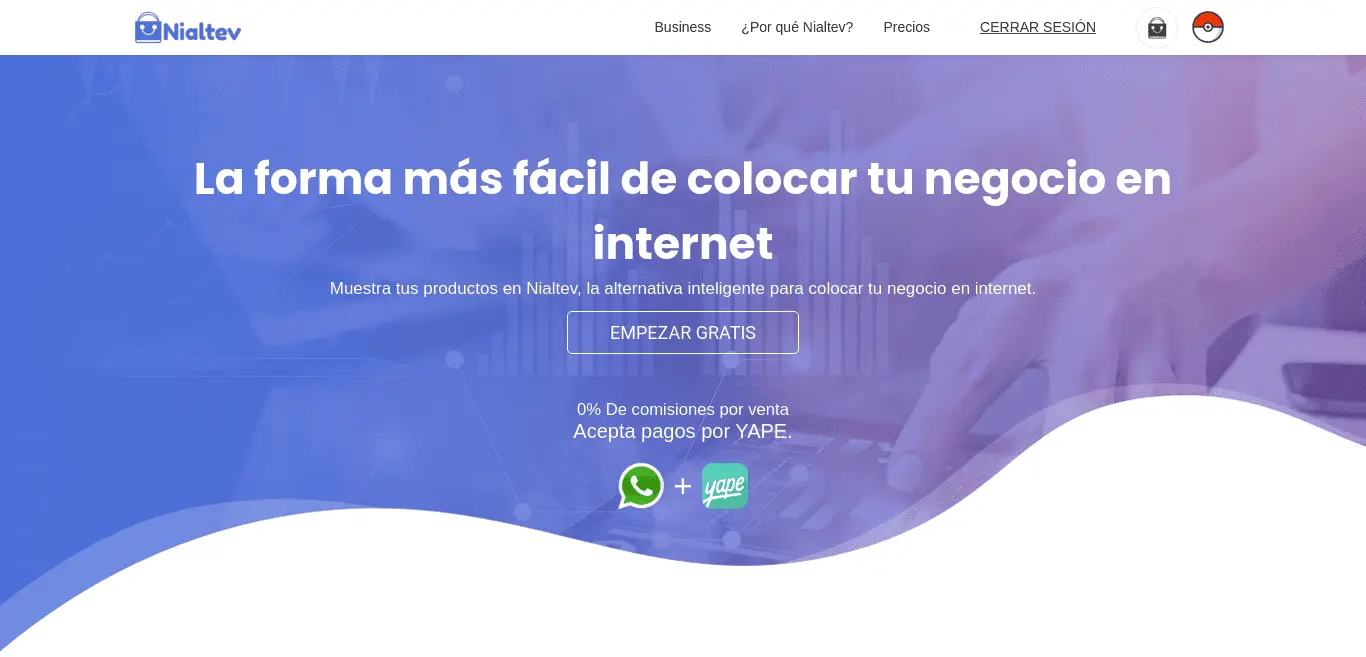 Nialtev
Business ¿Por qué Nialtev? Precios CERRAR SESIÓN
La forma más fácil de colocar tu negocio en
internet
Muestra tus productos en Nialtev, la alternativa inteligente para colocar tu negocio en internet.
EMPEZAR GRATIS
0% De comisiones por venta
Acepta pagos por YAPE.
+ yape